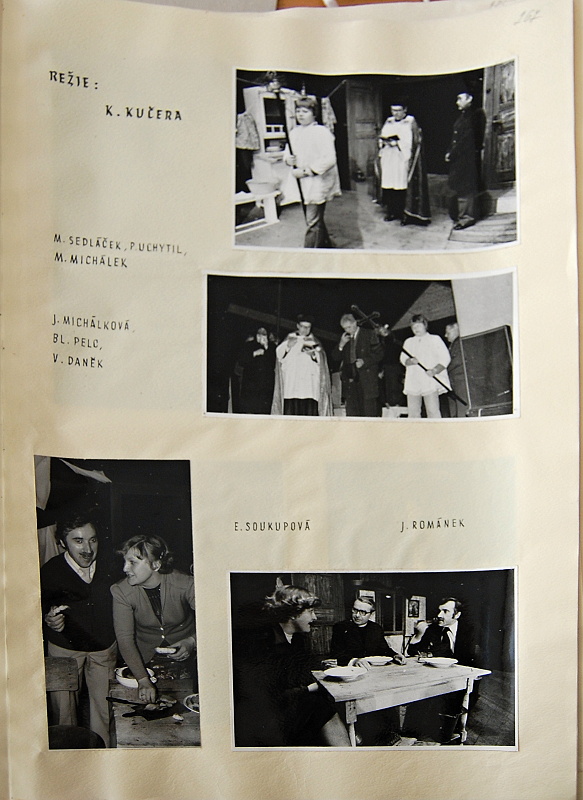 REŽIE:
K. KUČERA
M. SEDLÁČEK, P. UCHYTIL,
M. MICHÁLEK
J. MICHÁLKOVÁ,
BL. PELC,
V. DANĚK
E. SOUKUPOVÁ
J. ROMÁNEK